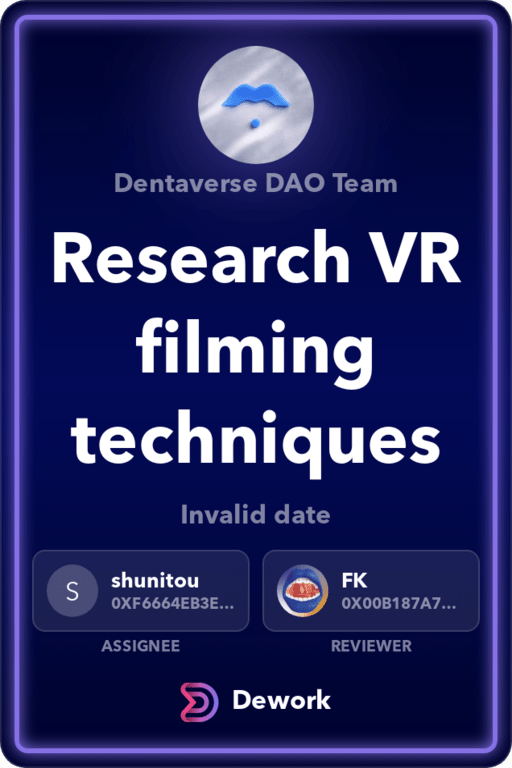 Dentaverse DAO Team
Research VR
filming
techniques
Invalid date
S
shunitou
0XF6664EB3E...
FK
0X00B187A7...
ASSIGNEE
REVIEWER
Dework